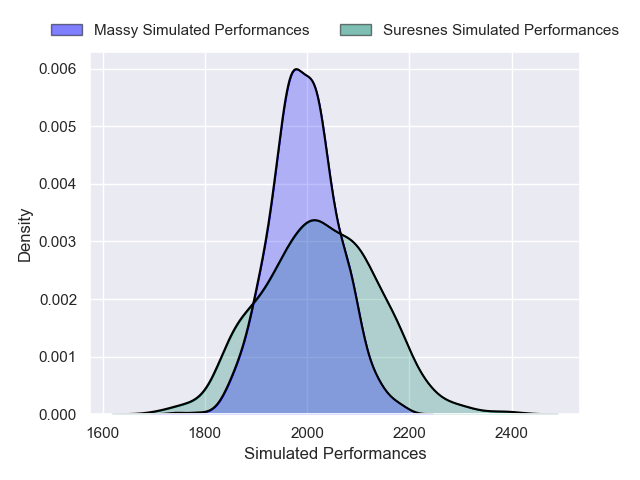 Massy Simulated Performances Suresnes Simulated Performances
0.006
0.005
0.004
0.003
0.002
0.001
0.000
Density
1600 1800 2000 2200 2400
Simulated Performances